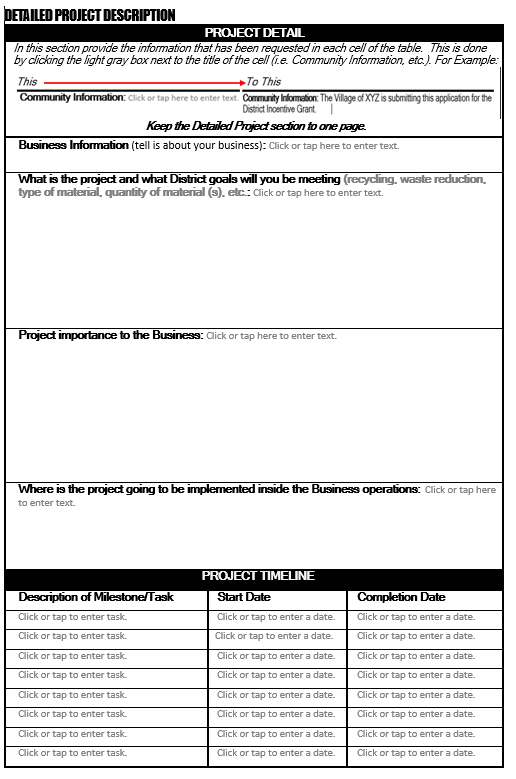 DETAILED PROJECT DESCRIPTION
PROJECT DETAIL
In this section provide the information that has been requested in each cell of the table. This is done
by clicking the light gray box next to the title of the cell (i.e. Community Information, etc.). For Example:
This To This
Community Information: Click or tap here to enter text. Community Information: The Village of XYZ is submitting this application for the
District Incentive Grant.
Keep the Detailed Project section to one page.
Business Information (tell is about your business): Click or tap here to enter text.
What is the project and what District goals will you be meeting (recycling, waste reduction,
type of material, quantity of material (s), etc.: Click or tap here to enter text.
Project importance to the Business: Click or tap here to enter text.
Where is the project going to be implemented inside the Business operations: Click or tap here
to enter text.
PROJECT TIMELINE
Description of Milestone/Task Start Date Completion Date
Click or tap to enter task. Click or tap to enter a date. Click or tap to enter a date.
Click or tap to enter task. Click or tap to enter a date. Click or tap to enter a date.
Click or tap to enter task. Click or tap to enter a date. Click or tap to enter a date.
Click or tap to enter task. Click or tap to enter a date. Click or tap to enter a date.
Click or tap to enter task. Click or tap to enter a date. Click or tap to enter a date.
Click or tap to enter task. Click or tap to enter a date. Click or tap to enter a date.
Click or tap to enter task. Click or tap to enter a date. Click or tap to enter a date.
Click or tap to enter task. Click or tap to enter a date. Click or tap to enter a date.